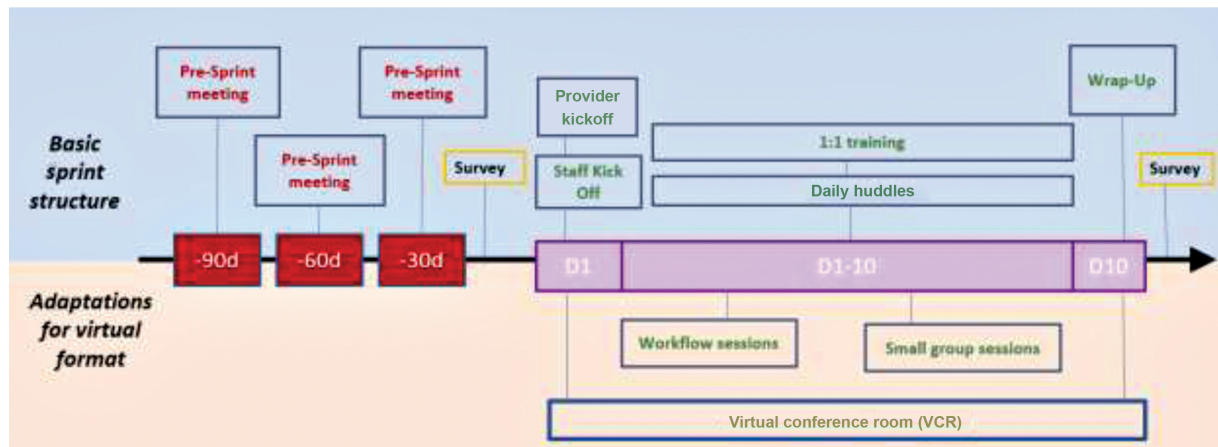 Pre-Sprint
meeting
Pre-Sprint
meeting
Wrap-Up
Provider
kickoff
Basic
sprint
structure
Pre-Sprint
meeting
Survey
Staff Kick
Off
1:1 training
Daily huddles
Survey
-90d
-60d
-30d
D1
D1-10
D10
Adaptations
for virtual
format
Workflow sessions
Small group sessions
Virtual conference room (VCR)